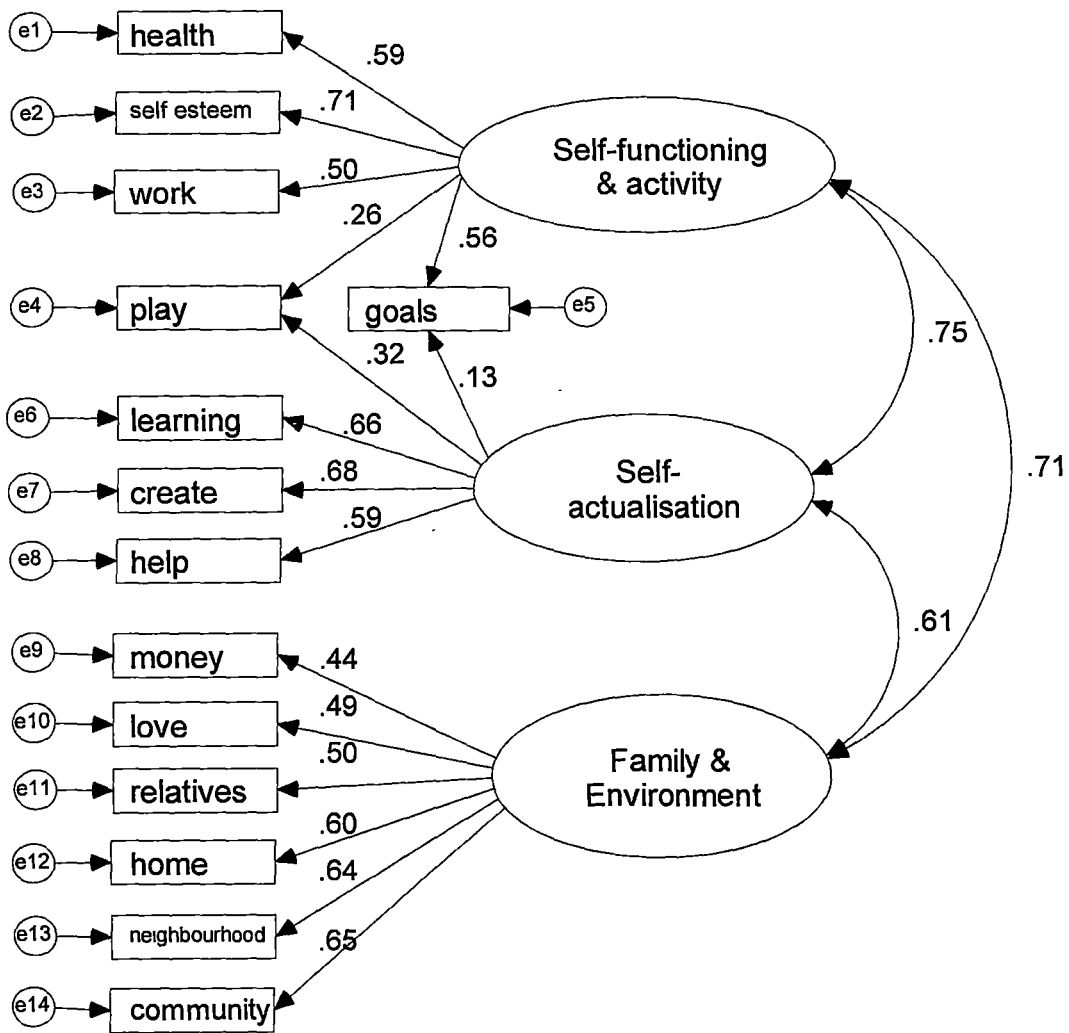 e1
health
.59
e2
self esteem
.71
Self-functioning
& activity
e3
work
.50
.26
.56
e4
play
goals
e5
.75
.32
.13
e6
learning
.66
e7
create
.68
Self-
actualisation
.71
e8
help
.59
.61
e9
money
.44
e10
love
.49
.50
Family &
Environment
e11
relatives
e12
home
.60
.64
e13
neighbourhood
.65
e14
community